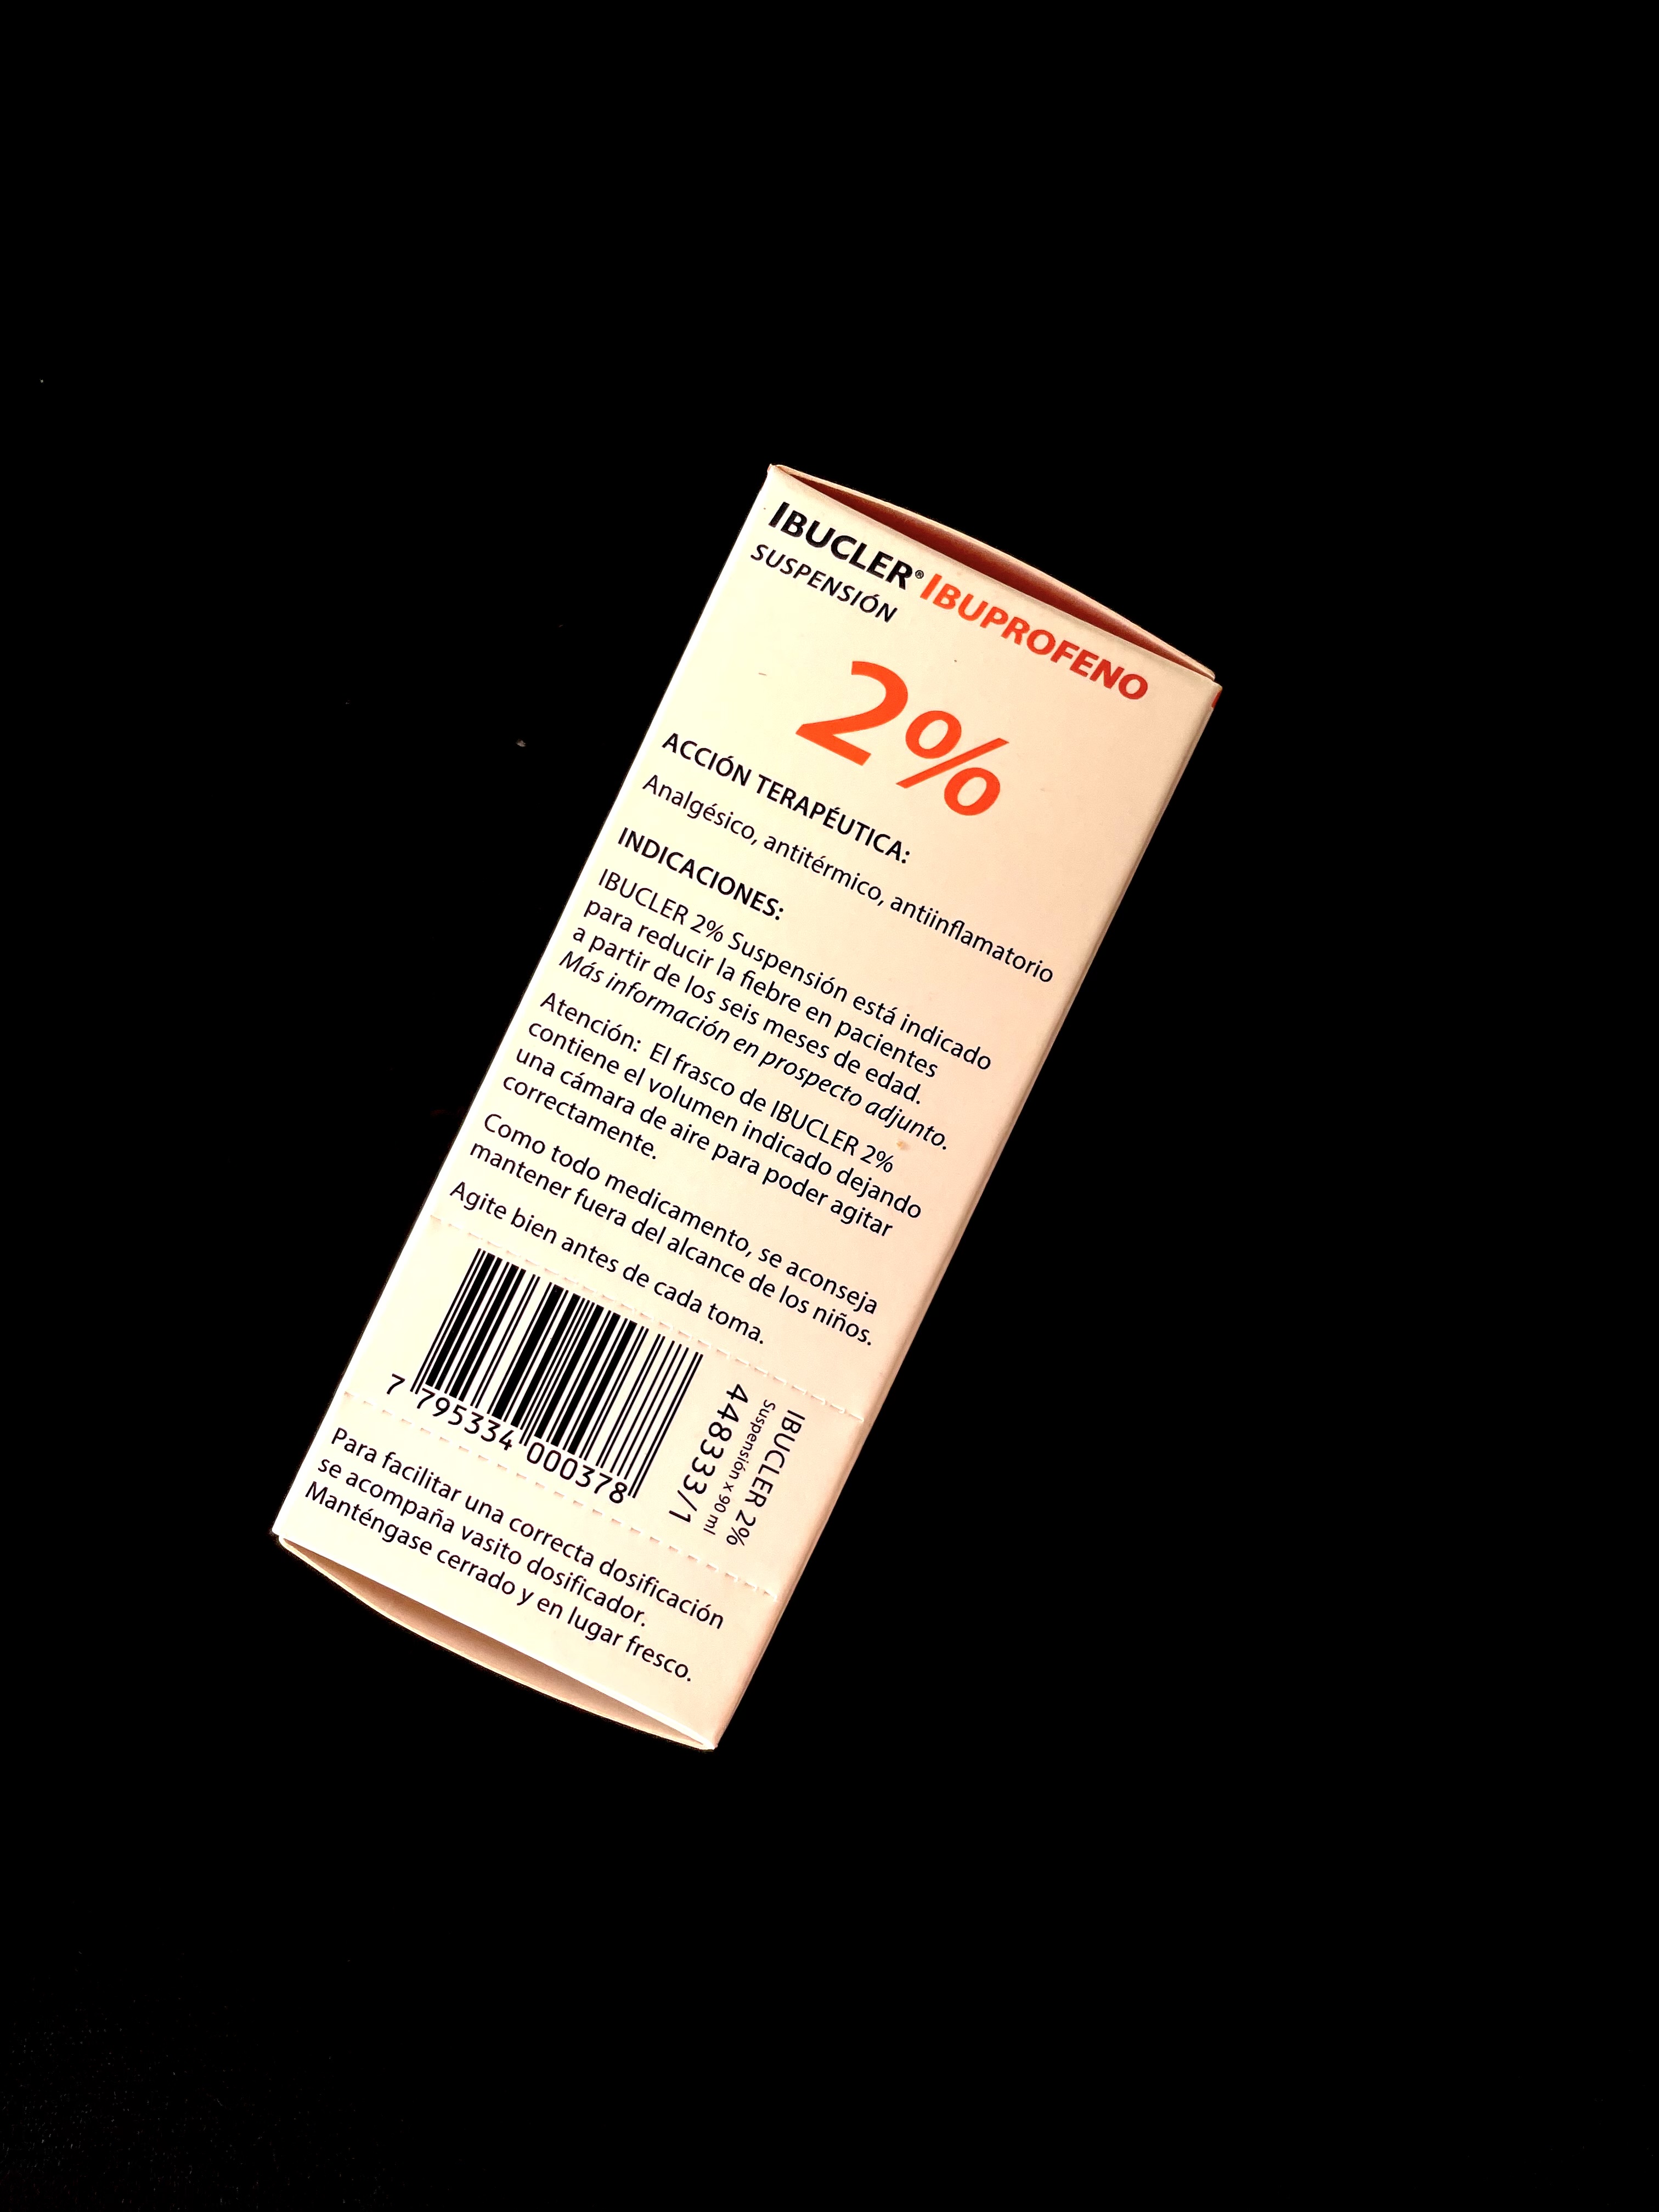 IBUCLER® IBUPROFENO
SUSPENSIÓN
2%
ACCIÓN TERAPÉUTICA:
Analgésico, antitérmico, antiinflamatorio
INDICACIONES:
IBUCLER 2% Suspensión está indicado
para reducir la fiebre en pacientes
a partir de los seis meses de edad.
Más información en prospecto adjunto.
Atención: El frasco de IBUCLER 2%
contiene el volumen indicado dejando
una cámara de aire para poder agitar
correctamente.
Como todo medicamento, se aconseja
mantener fuera del alcance de los niños.
Agite bien antes de cada toma.
7 795334 000378
IBUCLER 2%
Suspensión x 90 ml
448333/1
Para facilitar una correcta dosificación
se acompaña vasito dosificador.
Manténgase cerrado y en lugar fresco.